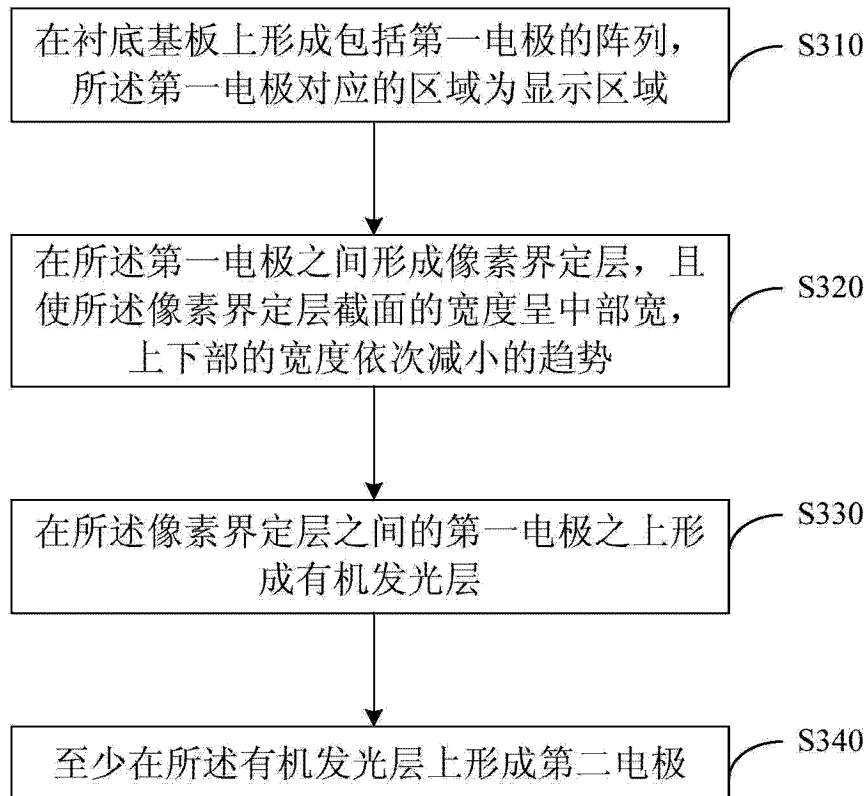 在衬底基板上形成包括第一电极的阵列，
所述第一电极对应的区域为显示区域
S310
在所述第一电极之间形成像素界定层，且
使所述像素界定层截面的宽度呈中部宽，
上下部的宽度依次减小的趋势
S320
在所述像素界定层之间的第一电极之上形
成有机发光层
S330
至少在所述有机发光层上形成第二电极
S340